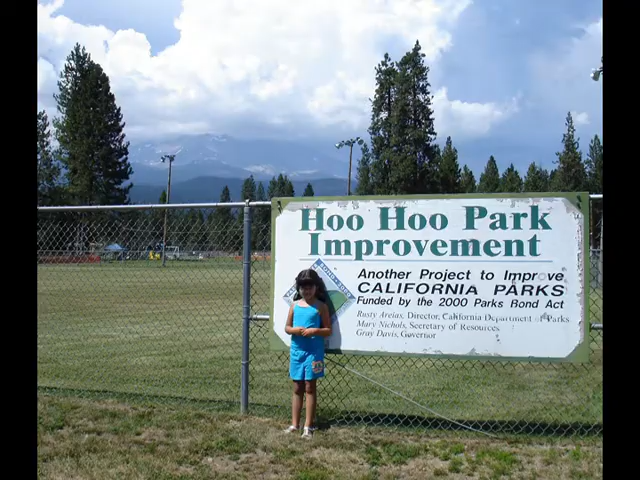 Hoo Hoo Park
Improvement
Another Project to Improve
CALIFORNIA PARKS
Funded by the 2000 Parks Bond Act
Rusty Areias, Director, California Department of Parks
Mary Nichols, Secretary of Resources
Gray Davis, Governor